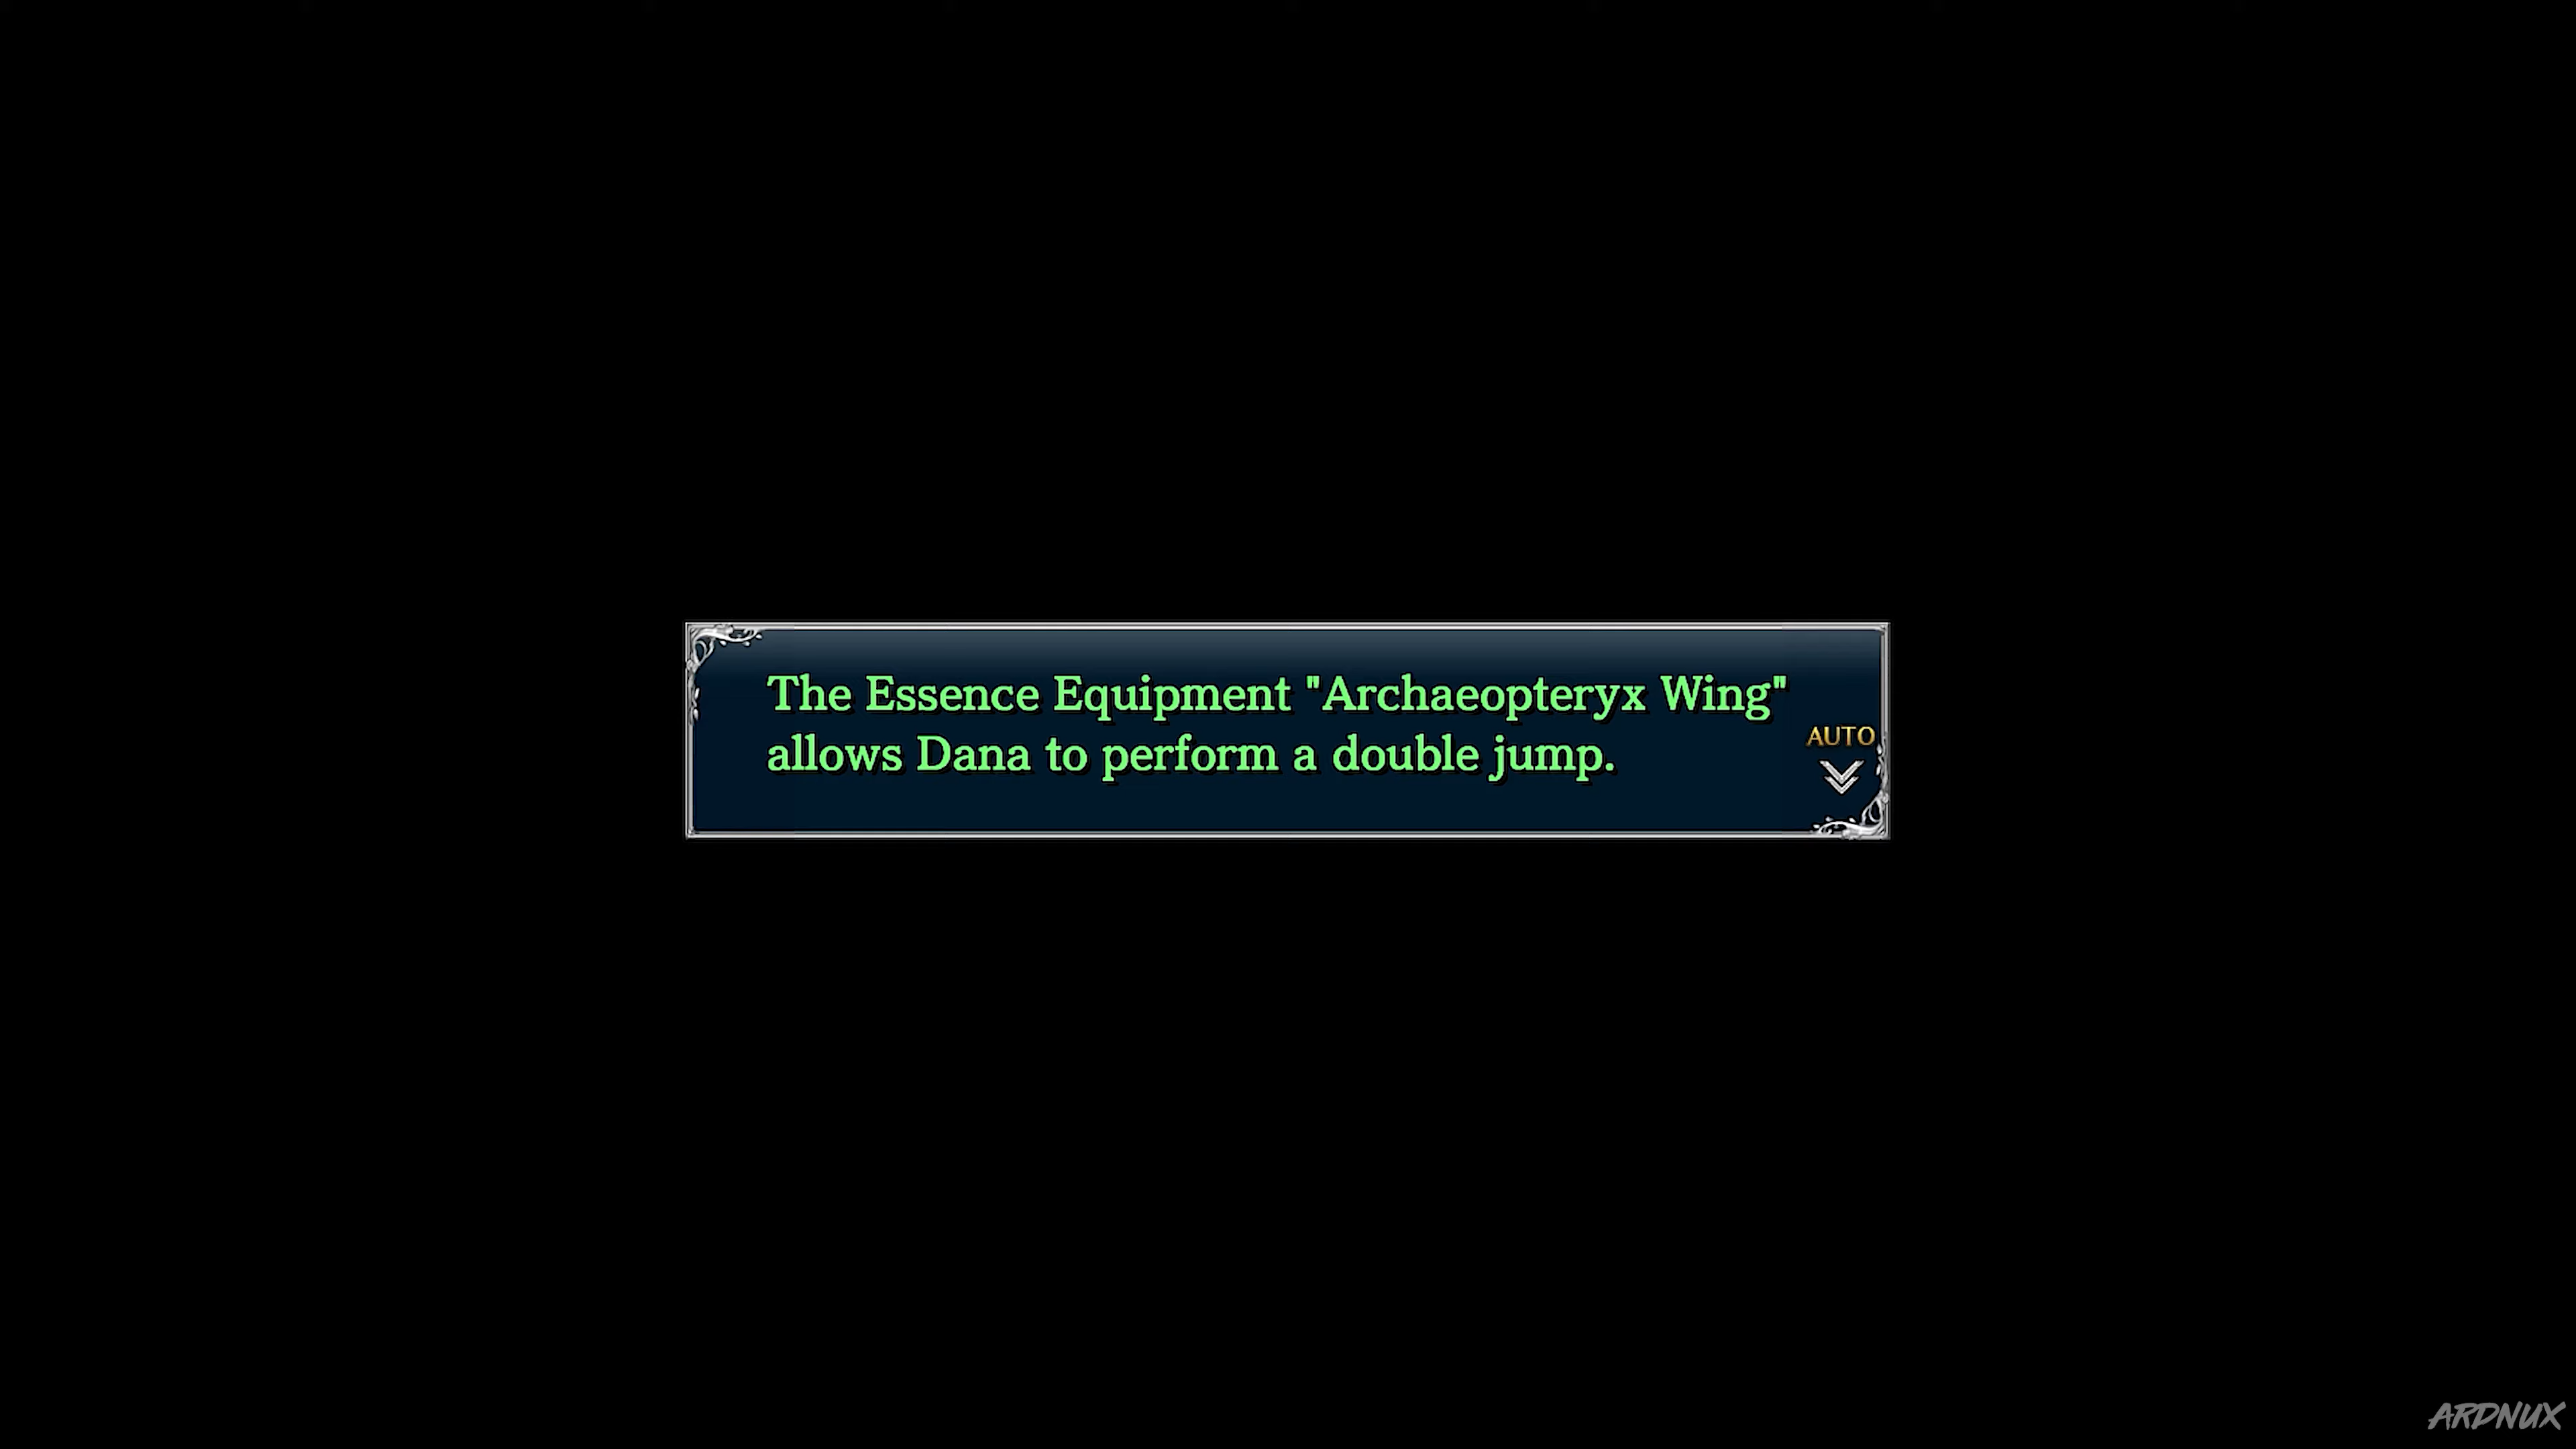 The Essence Equipment "Archaeopteryx Wing"
allows Dana to perform a double jump.
AUTO
ARDNUX